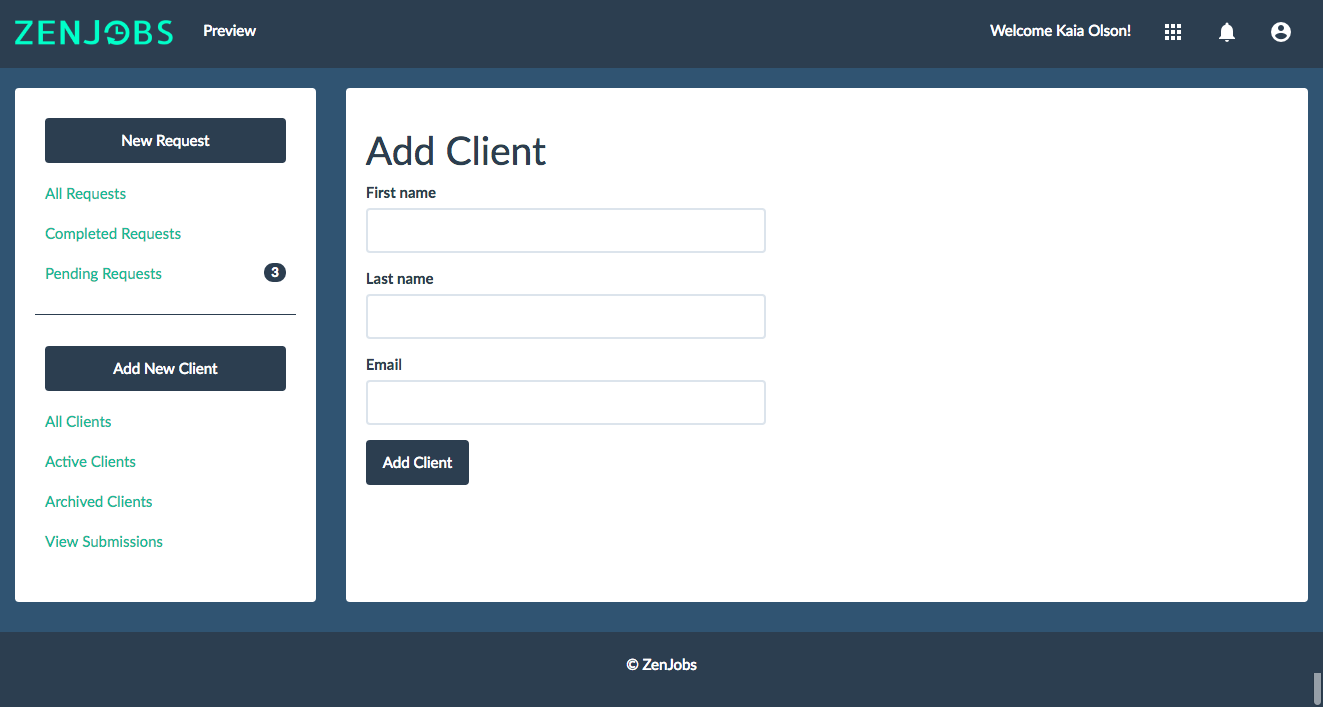 ZENJOBS Preview Welcome Kaia Olson!
New Request
All Requests
Completed Requests
Pending Requests 3
Add New Client
All Clients
Active Clients
Archived Clients
View Submissions
Add Client
First name
Last name
Email
Add Client
© ZenJobs